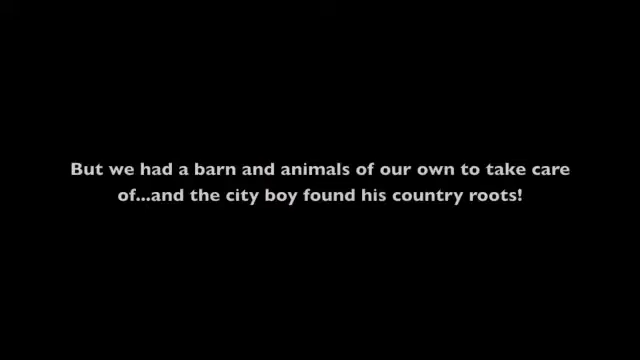 But we had a barn and animals of our own to take care
of...and the city boy found his country roots!